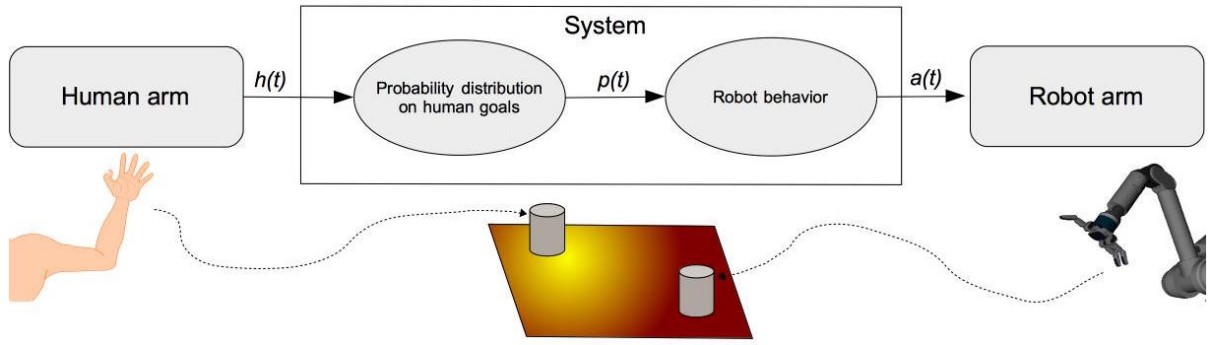 System
Human arm
h(t)
Probability distribution
on human goals
p(t)
Robot behavior
a(t)
Robot arm